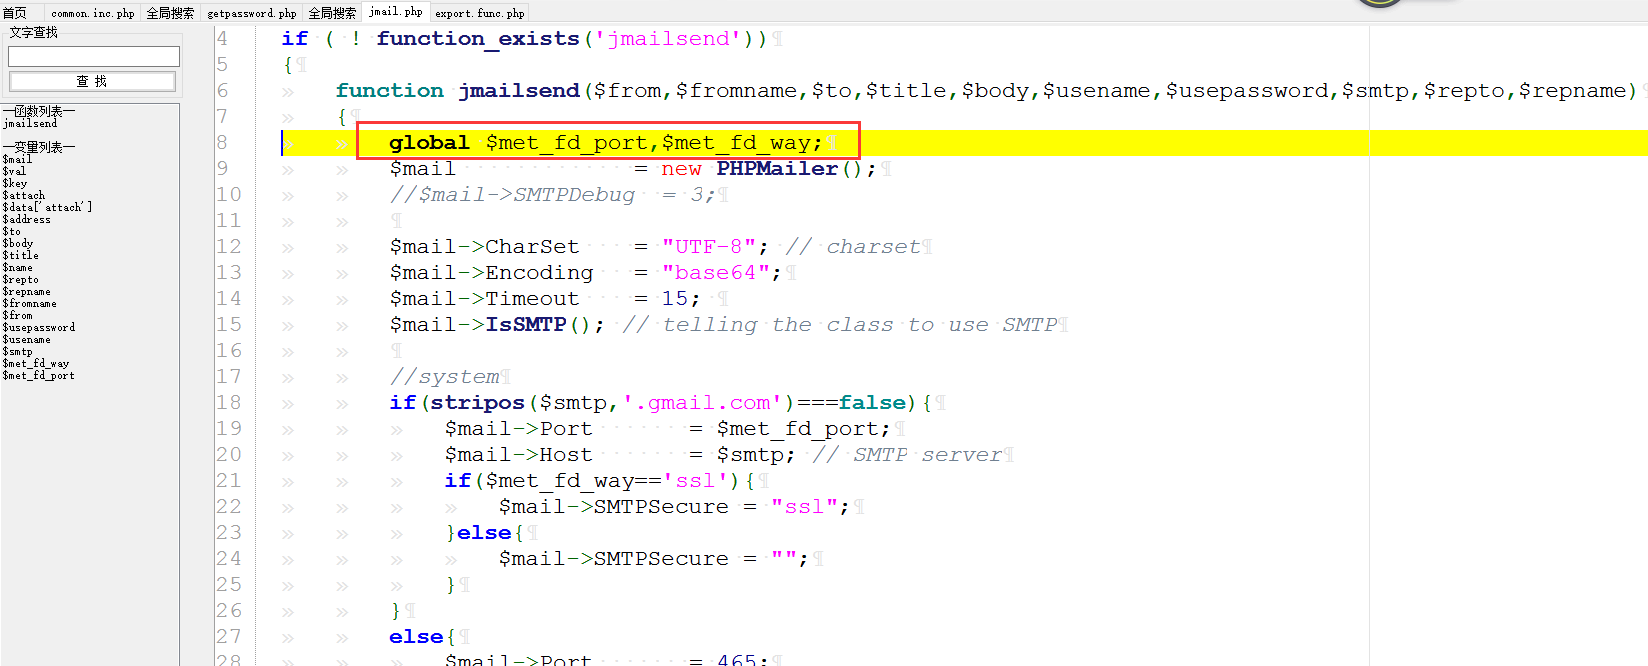 首页 common.inc.php 全局搜索 getpassword.php 全局搜索 jmail.php export.func.php
文字查找
查 找
—函数列表—
jmailsend
—变量列表—
$mail
$val
$key
$attach
$data['attach']
$address
$to
$body
$title
$name
$repto
$repname
$fromname
$from
$usepassword
$usename
$smtp
$met_fd_way
$met_fd_port
4 if ( ! function_exists('jmailsend'))¶
5 {¶
6 » function jmailsend($from,$fromname,$to,$title,$body,$usename,$usepassword,$smtp,$repto,$repname)
7 » {¶
8 » » global $met_fd_port,$met_fd_way;¶
9 » » $mail = new PHPMailer();¶
10 » » //$mail->SMTPDebug = 3;¶
11 » » ¶
12 » » $mail->CharSet = "UTF-8"; // charset¶
13 » » $mail->Encoding = "base64";¶
14 » » $mail->Timeout = 15; ¶
15 » » $mail->IsSMTP(); // telling the class to use SMTP¶
16 » » ¶
17 » » //system¶
18 » » if(stripos($smtp,'.gmail.com')===false){¶
19 » » » $mail->Port = $met_fd_port;¶
20 » » » $mail->Host = $smtp; // SMTP server¶
21 » » » if($met_fd_way=='ssl'){¶
22 » » » » $mail->SMTPSecure = "ssl";¶
23 » » » }else{¶
24 » » » » $mail->SMTPSecure = "";¶
25 » » » }¶
26 » » }¶
27 » » else{¶
28 » » » $mail->Port = 465;¶